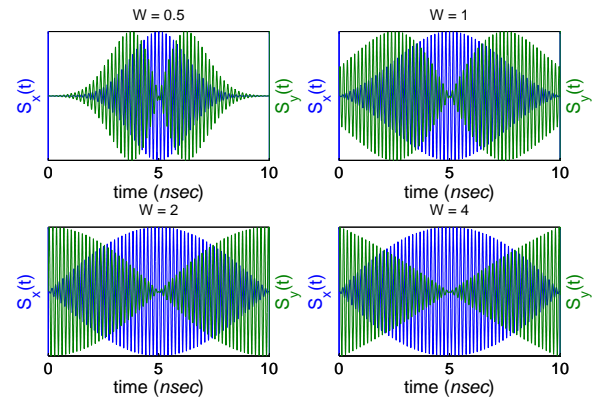 W = 0.5
S_x(t)
S_y(t)
0
5
10
time (nsec)
W = 1
S_x(t)
S_y(t)
0
5
10
time (nsec)
W = 2
S_x(t)
S_y(t)
0
5
10
time (nsec)
W = 4
S_x(t)
S_y(t)
0
5
10
time (nsec)